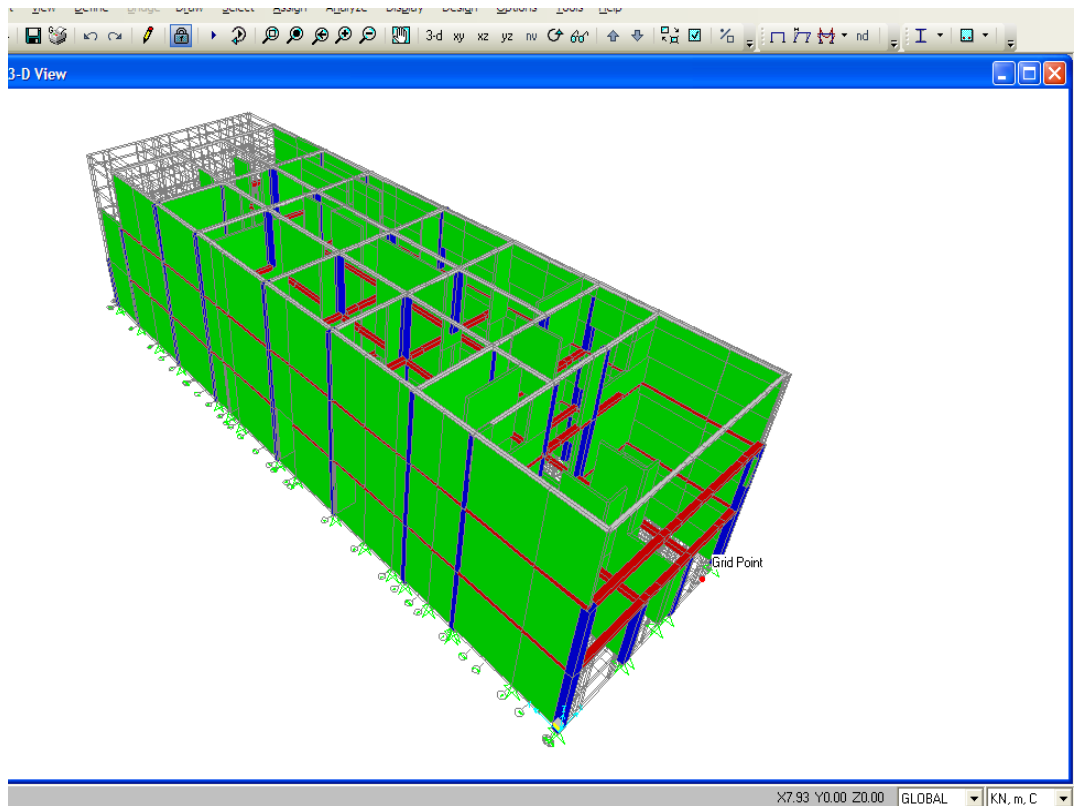 View Define Bridge Draw Select Assign Analyze Display Design Options Tools Help
3-d xy xz yz nv nd
3-D View
Grid Point
X7.93 Y0.00 Z0.00 GLOBAL KN, m, C